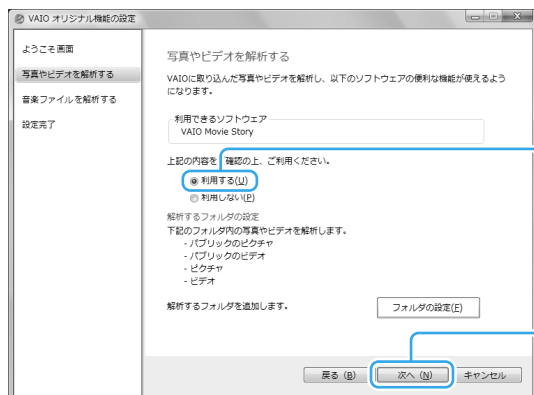 VAIO オリジナル機能の設定
ようこそ画面
写真やビデオを解析する
音楽ファイルを解析する
設定完了
写真やビデオを解析する
VAIOに取り込んだ写真やビデオを解析し、以下のソフトウェアの便利な機能が使えるよう
になります。
利用できるソフトウェア
VAIO Movie Story
上記の内容を 確認の上、ご利用ください。
利用する(U)
利用しない(P)
解析するフォルダの設定
下記のフォルダ内の写真やビデオを解析します。
- パブリックのピクチャ
- パブリックのビデオ
- ピクチャ
- ビデオ
解析するフォルダを追加します。
フォルダの設定(F)
戻る (B)
次へ (N)
キャンセル